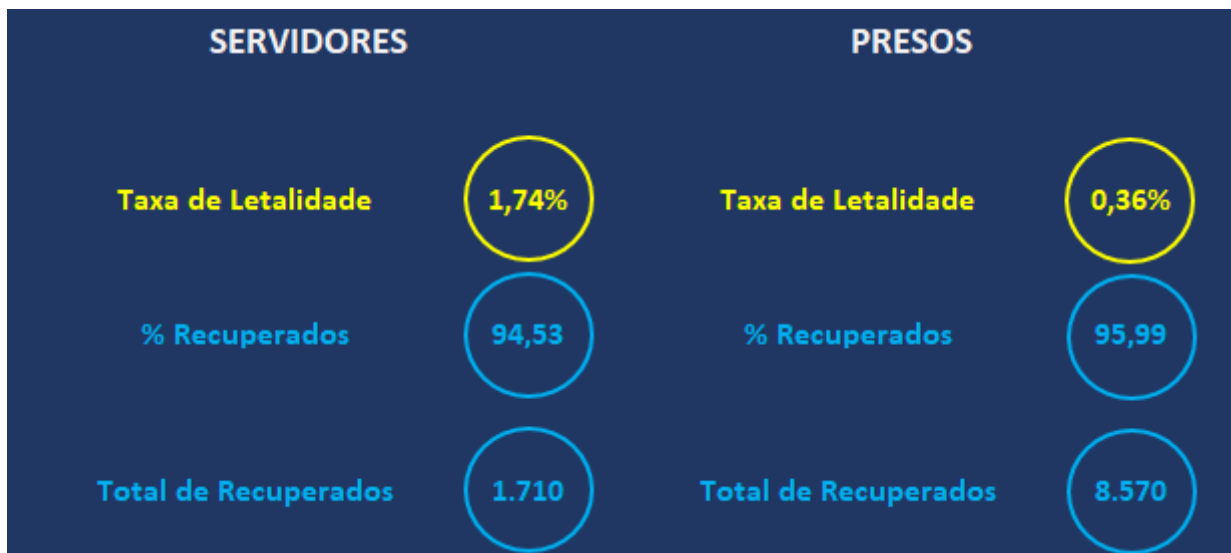 SERVIDORES
PRESOS
Taxa de Letalidade
1,74%
Taxa de Letalidade
0,36%
% Recuperados
94,53
% Recuperados
95,99
Total de Recuperados
1.710
Total de Recuperados
8.570